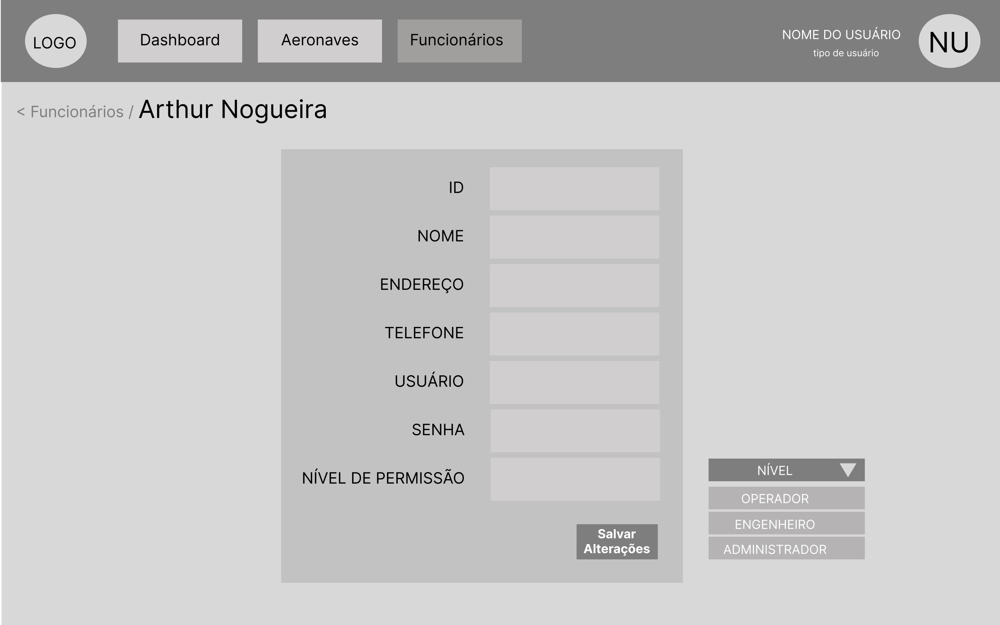 LOGO
Dashboard
Aeronaves
Funcionários
NOME DO USUÁRIO
tipo de usuário
NU
< Funcionários / Arthur Nogueira
ID
NOME
ENDEREÇO
TELEFONE
USUÁRIO
SENHA
NÍVEL DE PERMISSÃO
NÍVEL
OPERADOR
ENGENHEIRO
ADMINISTRADOR
Salvar
Alterações